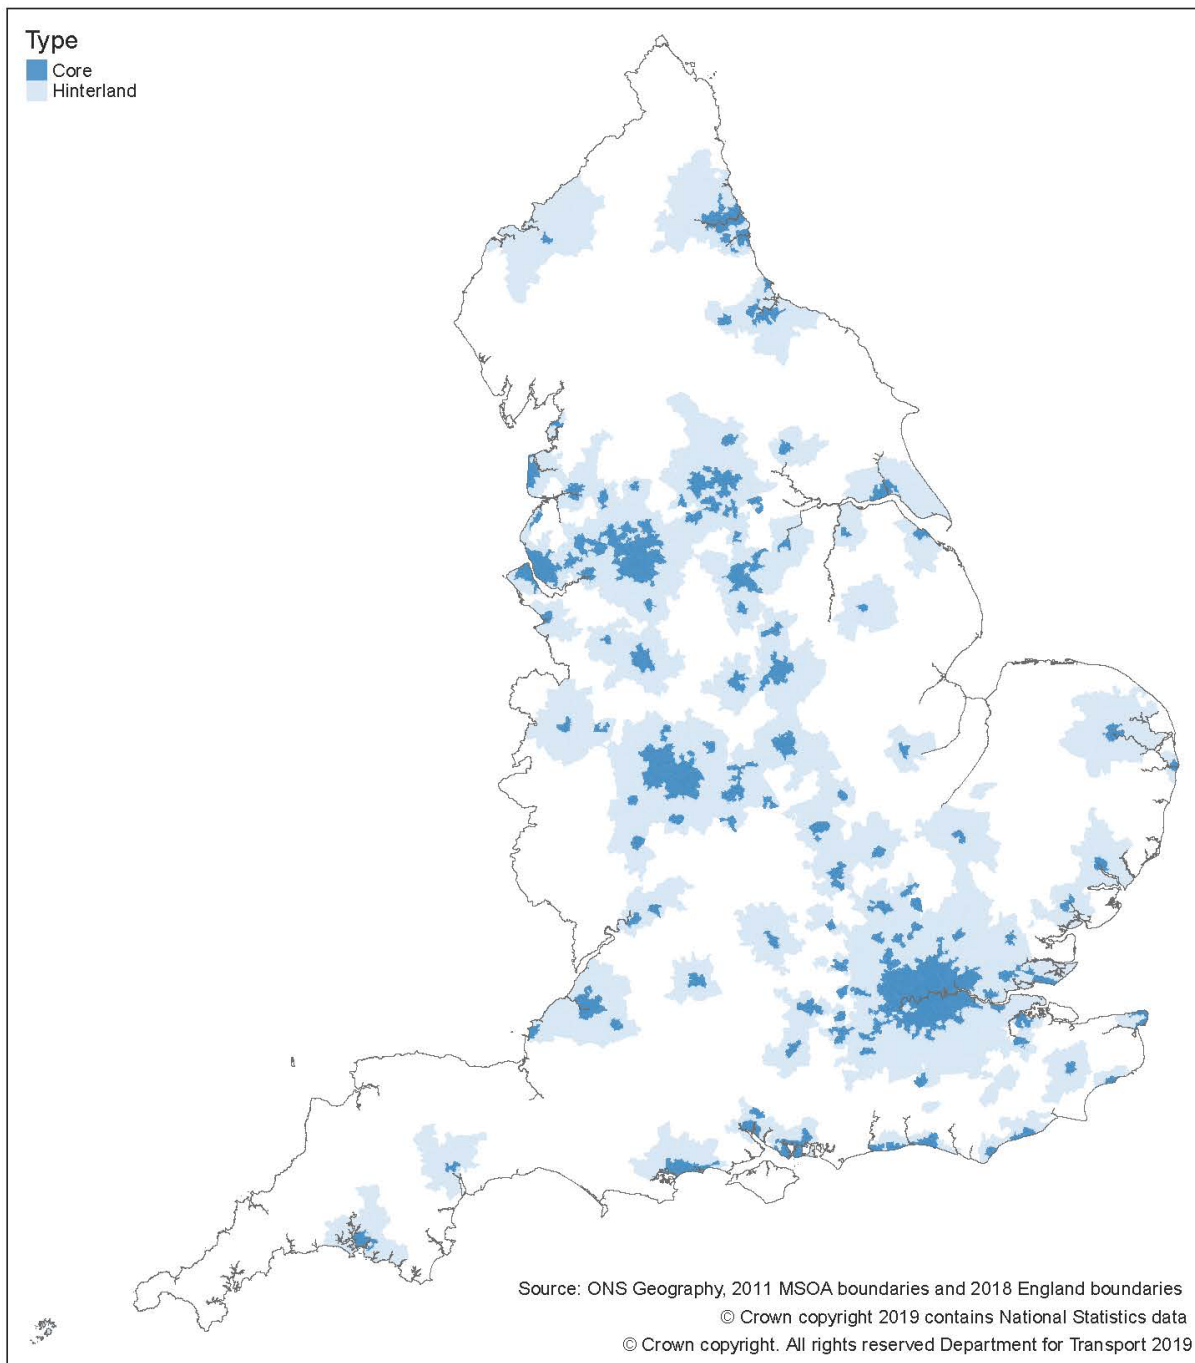 Type
Core
Hinterland
Source: ONS Geography, 2011 MSOA boundaries and 2018 England boundaries
© Crown copyright 2019 contains National Statistics data
© Crown copyright. All rights reserved Department for Transport 2019